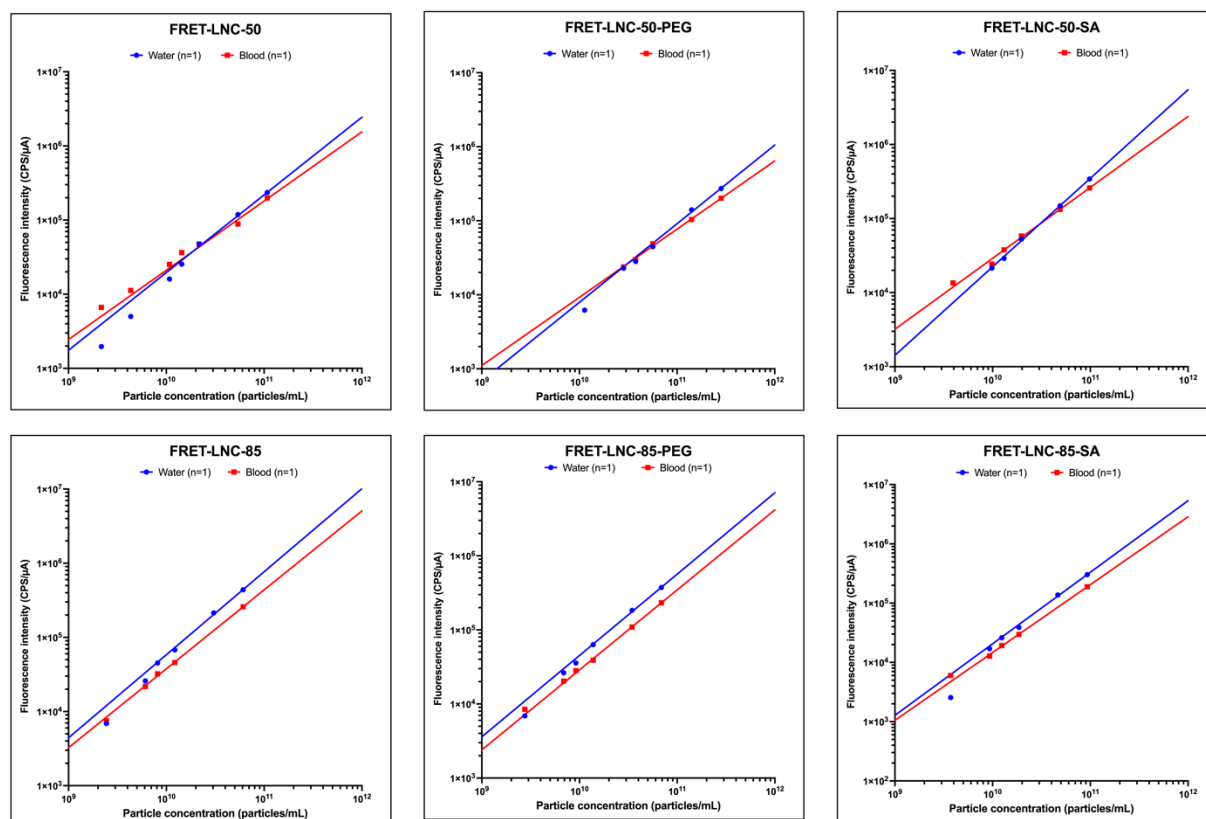 FRET-LNC-50
Water (n=1) Blood (n=1)
Fluorescence intensity (CPS/µA)
1×10⁷
1×10⁶
1×10⁵
1×10⁴
1×10³
10⁹ 10¹⁰ 10¹¹ 10¹²
Particle concentration (particles/mL)
FRET-LNC-50-PEG
Water (n=1) Blood (n=1)
Fluorescence intensity (CPS/µA)
1×10⁷
1×10⁶
1×10⁵
1×10⁴
1×10³
10⁹ 10¹⁰ 10¹¹ 10¹²
Particle concentration (particles/mL)
FRET-LNC-50-SA
Water (n=1) Blood (n=1)
Fluorescence intensity (CPS/µA)
1×10⁷
1×10⁶
1×10⁵
1×10⁴
1×10³
10⁹ 10¹⁰ 10¹¹ 10¹²
Particle concentration (particles/mL)
FRET-LNC-85
Water (n=1) Blood (n=1)
Fluorescence intensity (CPS/µA)
1×10⁷
1×10⁶
1×10⁵
1×10⁴
1×10³
10⁹ 10¹⁰ 10¹¹ 10¹²
Particle concentration (particles/mL)
FRET-LNC-85-PEG
Water (n=1) Blood (n=1)
Fluorescence intensity (CPS/µA)
1×10⁷
1×10⁶
1×10⁵
1×10⁴
1×10³
10⁹ 10¹⁰ 10¹¹ 10¹²
Particle concentration (particles/mL)
FRET-LNC-85-SA
Water (n=1) Blood (n=1)
Fluorescence intensity (CPS/µA)
1×10⁷
1×10⁶
1×10⁵
1×10⁴
1×10³
1×10²
10⁹ 10¹⁰ 10¹¹ 10¹²
Particle concentration (particles/mL)